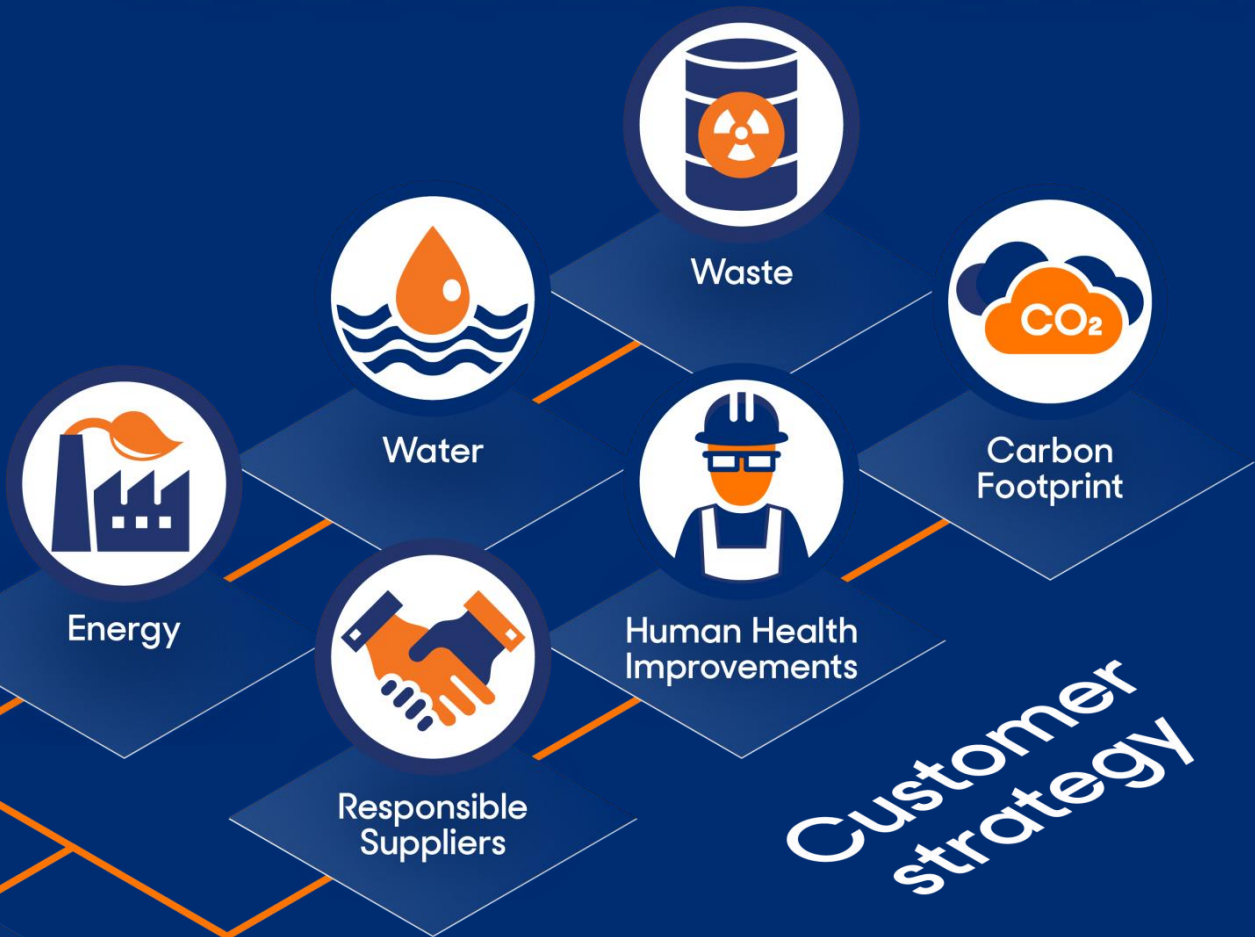 Waste
Water
Carbon
Footprint
CO₂
Energy
Human Health
Improvements
Responsible
Suppliers
Customer
strategy